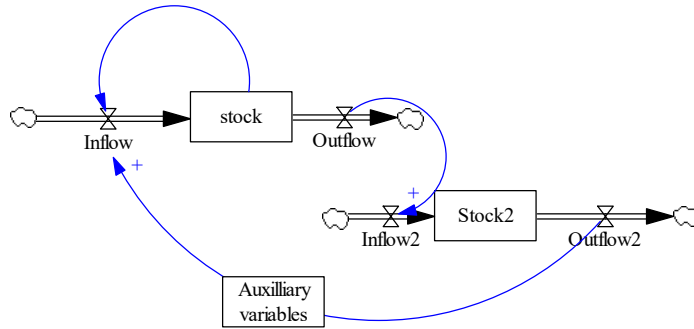 stock
Inflow
Outflow
+
+
Stock2
Inflow2
Outflow2
Auxilliary
variables